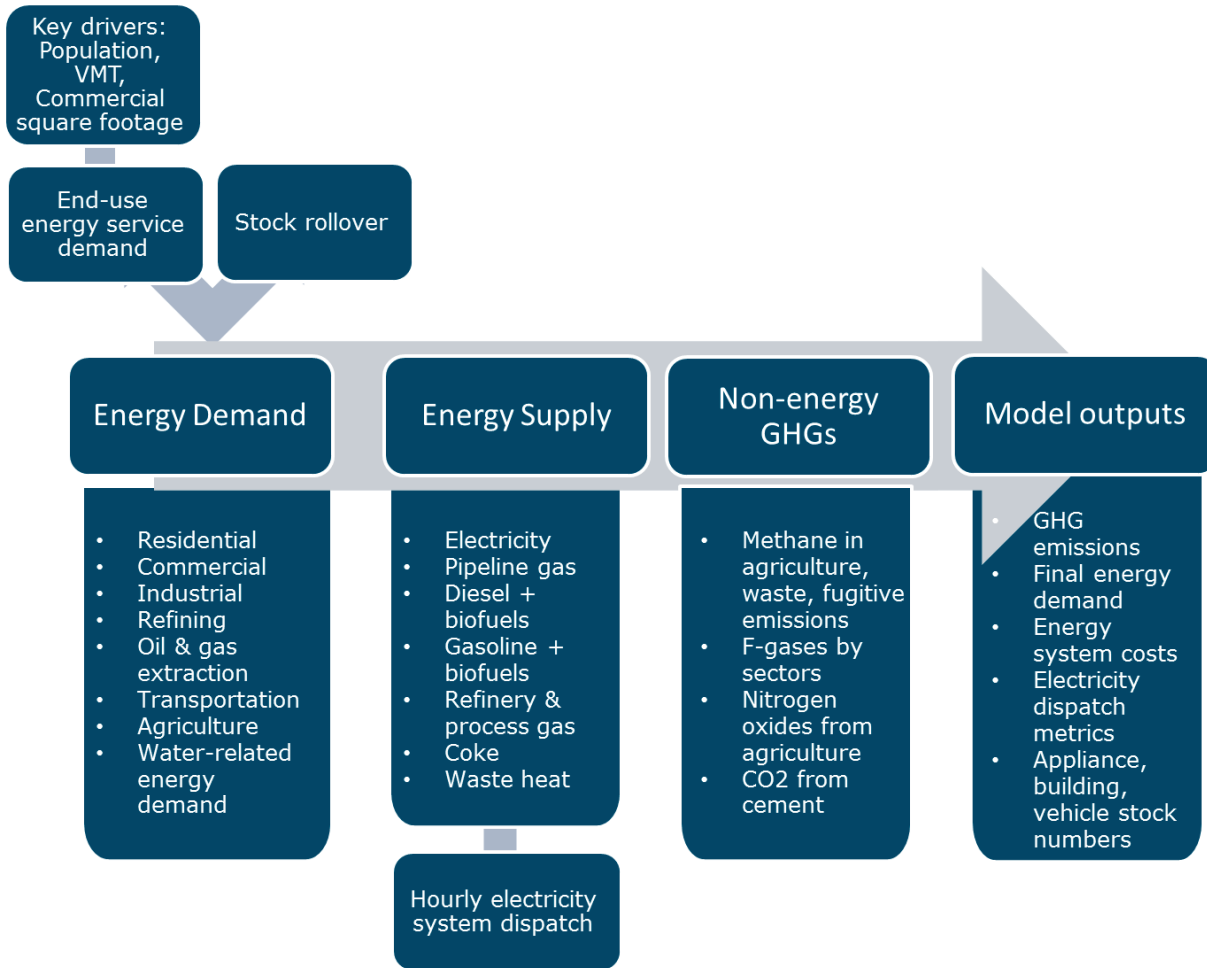 Key drivers:
Population,
VMT,
Commercial
square footage
End-use
energy service
demand
Stock rollover
Energy Demand
• Residential
• Commercial
• Industrial
• Refining
• Oil & gas
extraction
• Transportation
• Agriculture
• Water-related
energy
demand
Energy Supply
• Electricity
• Pipeline gas
• Diesel +
biofuels
• Gasoline +
biofuels
• Refinery &
process gas
• Coke
• Waste heat
Hourly electricity
system dispatch
Non-energy
GHGs
• Methane in
agriculture,
waste, fugitive
emissions
• F-gases by
sectors
• Nitrogen
oxides from
agriculture
• CO2 from
cement
Model outputs
• GHG
emissions
• Final energy
demand
• Energy
system costs
• Electricity
dispatch
metrics
• Appliance,
building,
vehicle stock
numbers